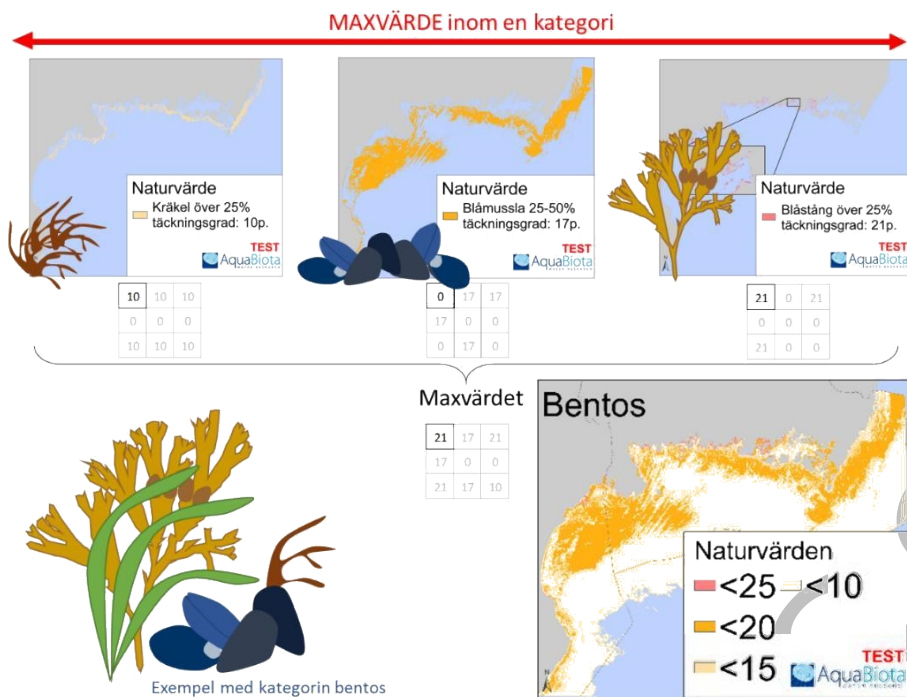 MAXVÄRDE inom en kategori
Naturvärde
Kräkel över 25%
täckningsgrad: 10p.
TEST
AquaBiota
Naturvärde
Blåmussla 25-50%
täckningsgrad: 17p.
TEST
AquaBiota
Naturvärde
Blåstång över 25%
täckningsgrad: 21p.
TEST
AquaBiota
N
10 10 10
0 0 0
10 10 10
0 17 17
17 0 0
0 17 0
21 0 21
0 0 0
21 0 0
Maxvärdet
21 17 21
17 0 0
21 17 10
Bentos
Naturvärden
<25 <10
<20
<15
TEST
AquaBiota
N
Exempel med kategorin bentos